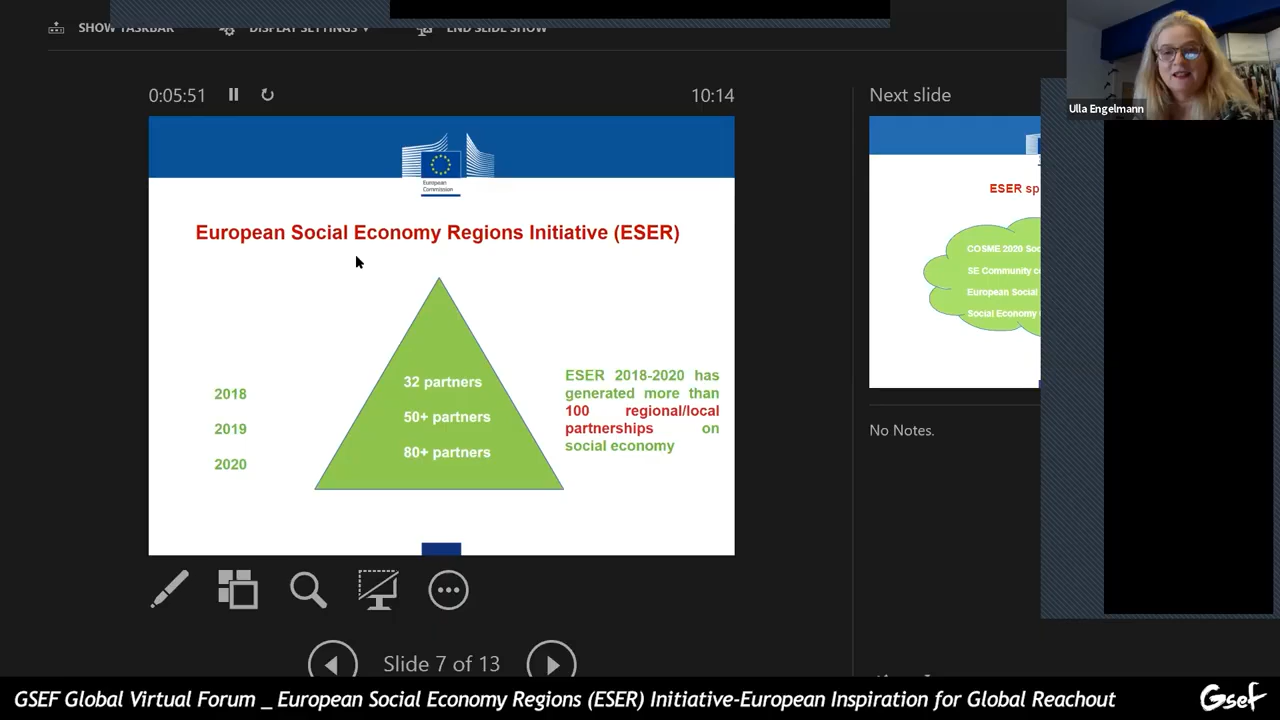 SHOW TASKBAR
DISPLAY SETTINGS
END SLIDE SHOW
0:05:51
10:14
Next slide
Ulla Engelmann
European
Commission
European Social Economy Regions Initiative (ESER)
2018
2019
2020
32 partners
50+ partners
80+ partners
ESER 2018-2020 has
generated more than
100 regional/local
partnerships on
social economy
ESER
COSME 2020
SE Community
European Social
Social Economy
No Notes.
Slide 7 of 13
GSEF Global Virtual Forum _ European Social Economy Regions (ESER) Initiative-European Inspiration for Global Reachout
Gsef